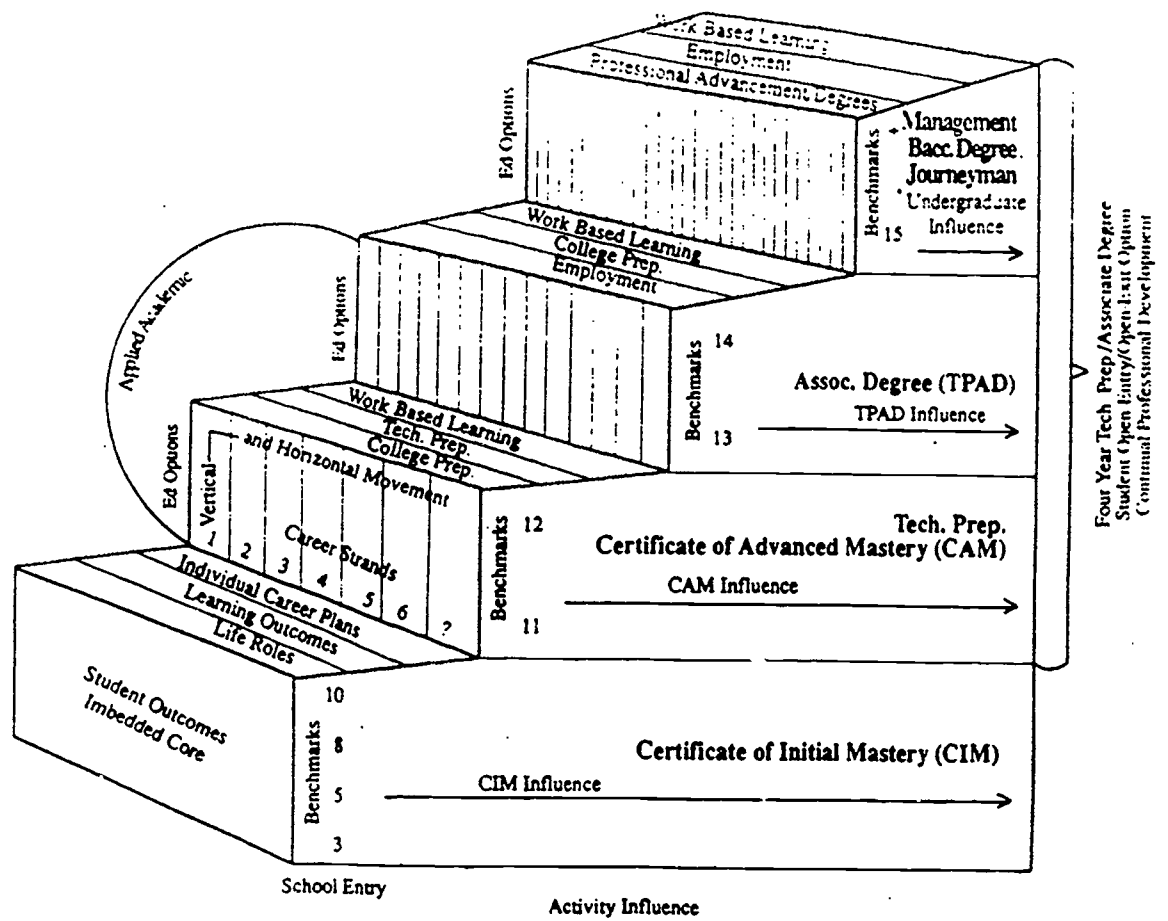 Work Based Learning
Employment
Professional Advancement Degrees
Ed Options
Benchmarks
Management
Bacc. Degree.
Journeyman
Undergraduate
Influence
15
Work Based Learning
College Prep.
Employment
Ed Options
Benchmarks
14
Assoc. Degree (TPAD)
TPAD Influence
13
Applied Academic
Work Based Learning
Tech. Prep.
College Prep.
Ed Options
Vertical
and Horizontal Movement
Career Strands
1 2 3 4 5 6 ?
Benchmarks
12
Tech. Prep.
Certificate of Advanced Mastery (CAM)
CAM Influence
11
Individual Career Plans
Learning Outcomes
Life Roles
Student Outcomes
Imbedded Core
Benchmarks
10
8
Certificate of Initial Mastery (CIM)
CIM Influence
5
3
School Entry
Activity Influence
Four Year Tech Prep/Associate Degree
Student Open Entry/Open Exit Option
Continual Professional Development